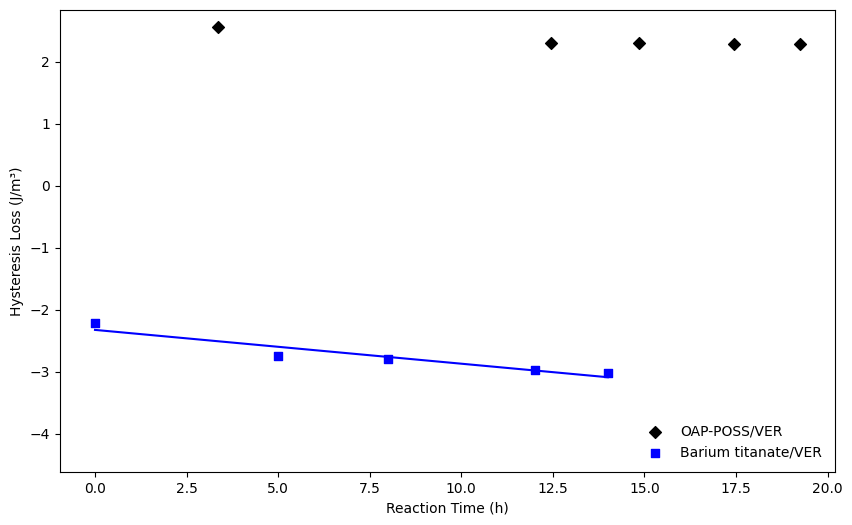 2
1
0
−1
−2
−3
−4
Hysteresis Loss (J/m³)
OAP-POSS/VER
Barium titanate/VER
0.0 2.5 5.0 7.5 10.0 12.5 15.0 17.5 20.0
Reaction Time (h)